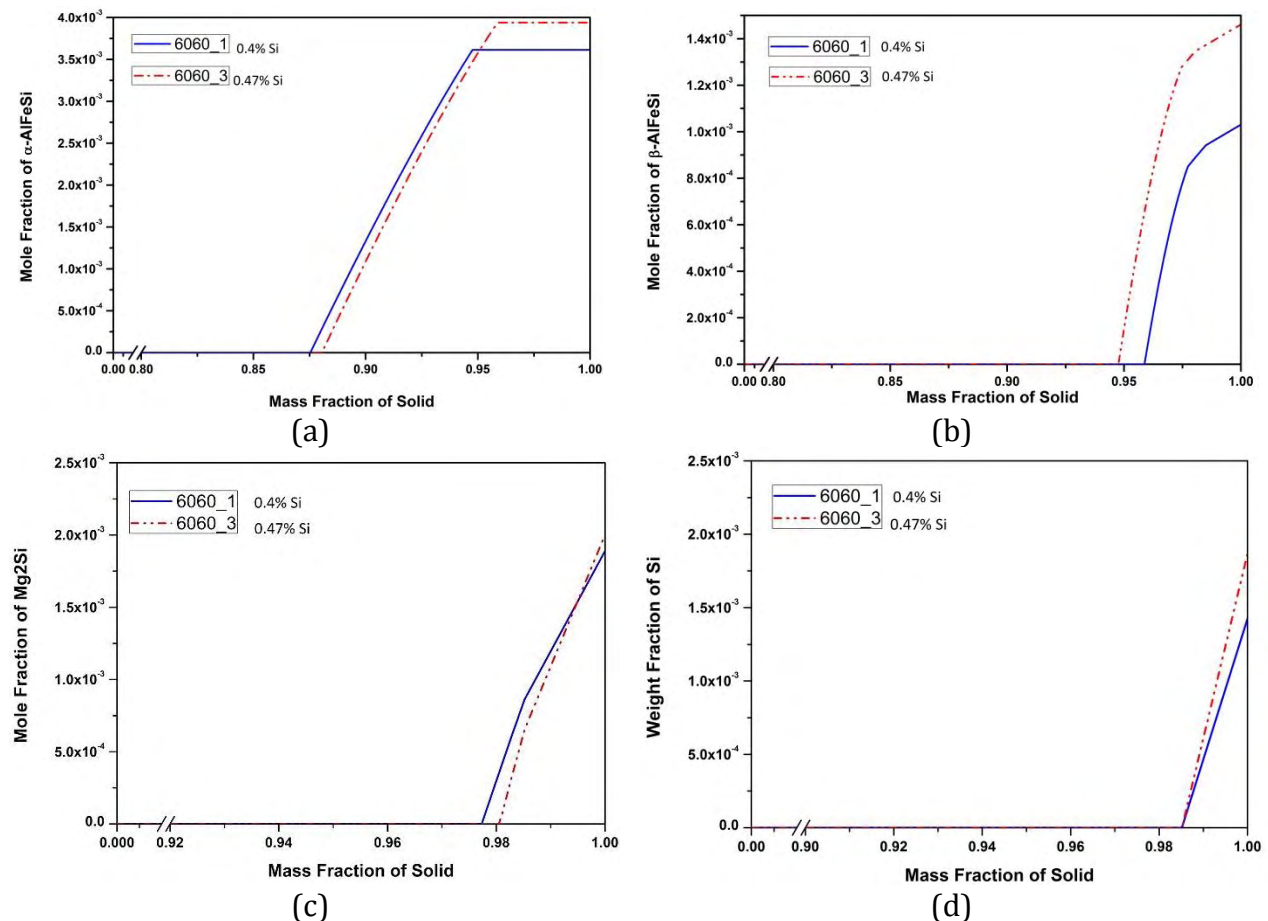 4.0x10-3
3.5x10-3
3.0x10-3
2.5x10-3
2.0x10-3
1.5x10-3
1.0x10-3
5.0x10-4
0.0
Mole Fraction of α-AlFeSi
6060_1 0.4% Si
6060_3 0.47% Si
0.00 0.80 0.85 0.90 0.95 1.00
Mass Fraction of Solid
(a)
1.4x10-3
1.2x10-3
1.0x10-3
8.0x10-4
6.0x10-4
4.0x10-4
2.0x10-4
0.0
Mole Fraction of β-AlFeSi
6060_1 0.4% Si
6060_3 0.47% Si
0.00 0.80 0.85 0.90 0.95 1.00
Mass Fraction of Solid
(b)
2.5x10-3
2.0x10-3
1.5x10-3
1.0x10-3
5.0x10-4
0.0
Mole Fraction of Mg2Si
6060_1 0.4% Si
6060_3 0.47% Si
0.000 0.92 0.94 0.96 0.98 1.00
Mass Fraction of Solid
(c)
2.5x10-3
2.0x10-3
1.5x10-3
1.0x10-3
5.0x10-4
0.0
Weight Fraction of Si
6060_1 0.4% Si
6060_3 0.47% Si
0.000 0.90 0.92 0.94 0.96 0.98 1.00
Mass Fraction of Solid
(d)